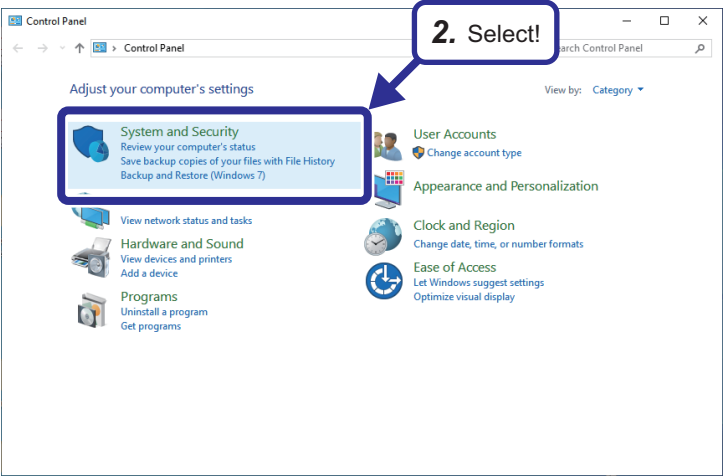 Control Panel
2. Select!
Control Panel
Search Control Panel
Adjust your computer's settings
View by: Category
System and Security
Review your computer's status
Save backup copies of your files with File History
Backup and Restore (Windows 7)
View network status and tasks
Hardware and Sound
View devices and printers
Add a device
Programs
Uninstall a program
Get programs
User Accounts
Change account type
Appearance and Personalization
Clock and Region
Change date, time, or number formats
Ease of Access
Let Windows suggest settings
Optimize visual display